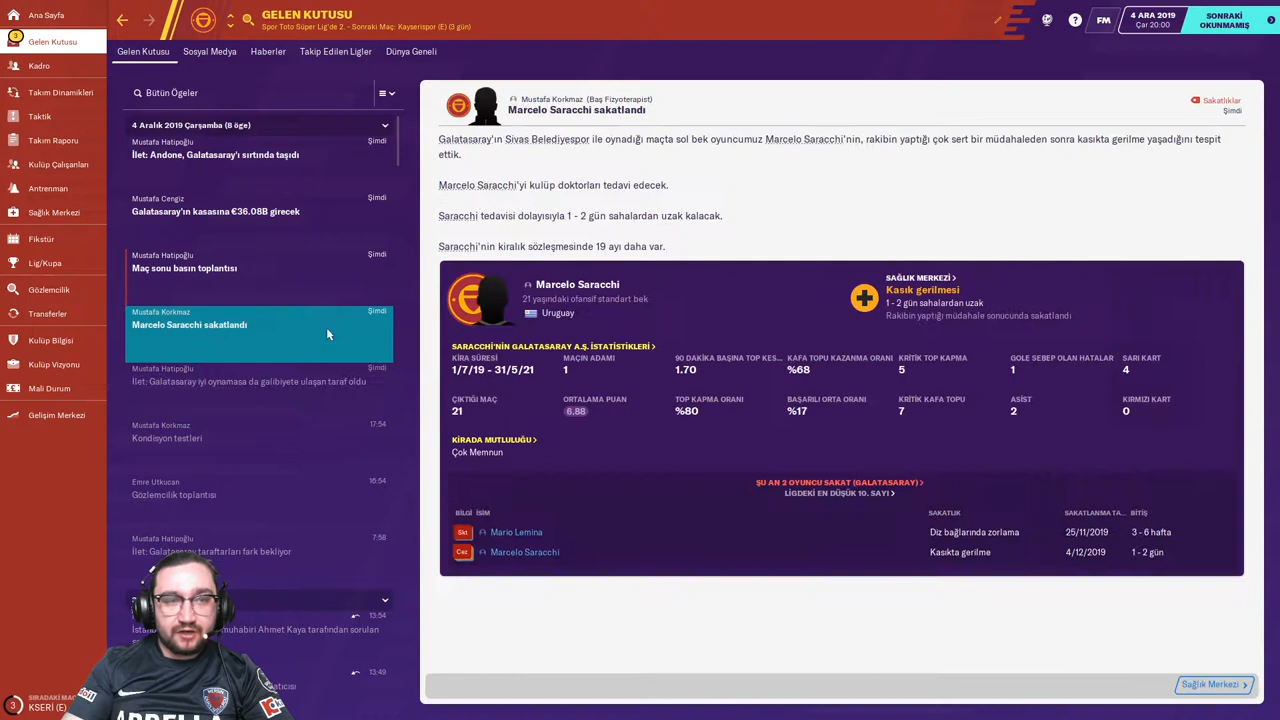 Ana Sayfa
3
Gelen Kutusu
Kadro
Takım Dinamikleri
Taktik
Takım Raporu
Kulüp Çalışanları
Antrenman
Sağlık Merkezi
Fikstür
Lig/Kupa
Gözlemcilik
Transferler
Kulüp Bilgisi
Kulüp Vizyonu
Mali Durum
Gelişim Merkezi
3
SIRADAKİ MAÇ
KSERİ (E)
GELEN KUTUSU
Spor Toto Süper Lig'de 2. - Sonraki Maç: Kayserispor (E) (3 gün)
?
FM
4 ARA 2019
Çar 20:00
SONRAKİ
OKUNMAMIŞ
Gelen Kutusu Sosyal Medya Haberler Takip Edilen Ligler Dünya Geneli
Bütün Ögeler
4 Aralık 2019 Çarşamba (8 öge)
Mustafa Hatipoğlu Şimdi
İlet: Andone, Galatasaray'ı sırtında taşıdı
Mustafa Cengiz Şimdi
Galatasaray'ın kasasına €36.08B girecek
Mustafa Hatipoğlu Şimdi
Maç sonu basın toplantısı
Mustafa Korkmaz Şimdi
Marcelo Saracchi sakatlandı
Mustafa Hatipoğlu Şimdi
İlet: Galatasaray iyi oynamasa da galibiyete ulaşan taraf oldu
Mustafa Korkmaz 17:54
Kondisyon testleri
Emre Utkucan 16:54
Gözlemcilik toplantısı
Mustafa Hatipoğlu 7:58
İlet: Galatasaray taraftarları fark bekliyor
13:54
muhabiri Ahmet Kaya tarafından sorulan
13:49
Mustafa Korkmaz (Baş Fizyoterapist)
Marcelo Saracchi sakatlandı
Sakatlıklar
Şimdi
Galatasaray'ın Sivas Belediyespor ile oynadığı maçta sol bek oyuncumuz Marcelo Saracchi'nin, rakibin yaptığı çok sert bir müdahaleden sonra kasıkta gerilme yaşadığını tespit
ettik.
Marcelo Saracchi'yi kulüp doktorları tedavi edecek.
Saracchi tedavisi dolayısıyla 1 - 2 gün sahalardan uzak kalacak.
Saracchi'nin kiralık sözleşmesinde 19 ayı daha var.
Marcelo Saracchi
21 yaşındaki ofansif standart bek
Uruguay
SAĞLIK MERKEZİ >
Kasık gerilmesi
1 - 2 gün sahalardan uzak
Rakibin yaptığı müdahale sonucunda sakatlandı
SARACCHİ'NİN GALATASARAY A.Ş. İSTATİSTİKLERİ >
KİRA SÜRESİ MAÇIN ADAMI 90 DAKİKA BAŞINA TOP KES... KAFA TOPU KAZANMA ORANI KRİTİK TOP KAPMA GOLE SEBEP OLAN HATALAR SARI KART
1/7/19 - 31/5/21 1 1.70 %68 5 1 4
ÇIKTIĞI MAÇ ORTALAMA PUAN TOP KAPMA ORANI BAŞARILI ORTA ORANI KRİTİK KAFA TOPU ASİST KIRMIZI KART
21 6.88 %80 %17 7 2 0
KİRADA MUTLULUĞU >
Çok Memnun
ŞU AN 2 OYUNCU SAKAT (GALATASARAY) >
LİGDEKİ EN DÜŞÜK 10. SAYI >
BİLGİ İSİM SAKATLIK SAKATLANMA TA... BİTİŞ
Skt Mario Lemina Diz bağlarında zorlama 25/11/2019 3 - 6 hafta
Cez Marcelo Saracchi Kasıkta gerilme 4/12/2019 1 - 2 gün
Sağlık Merkezi >